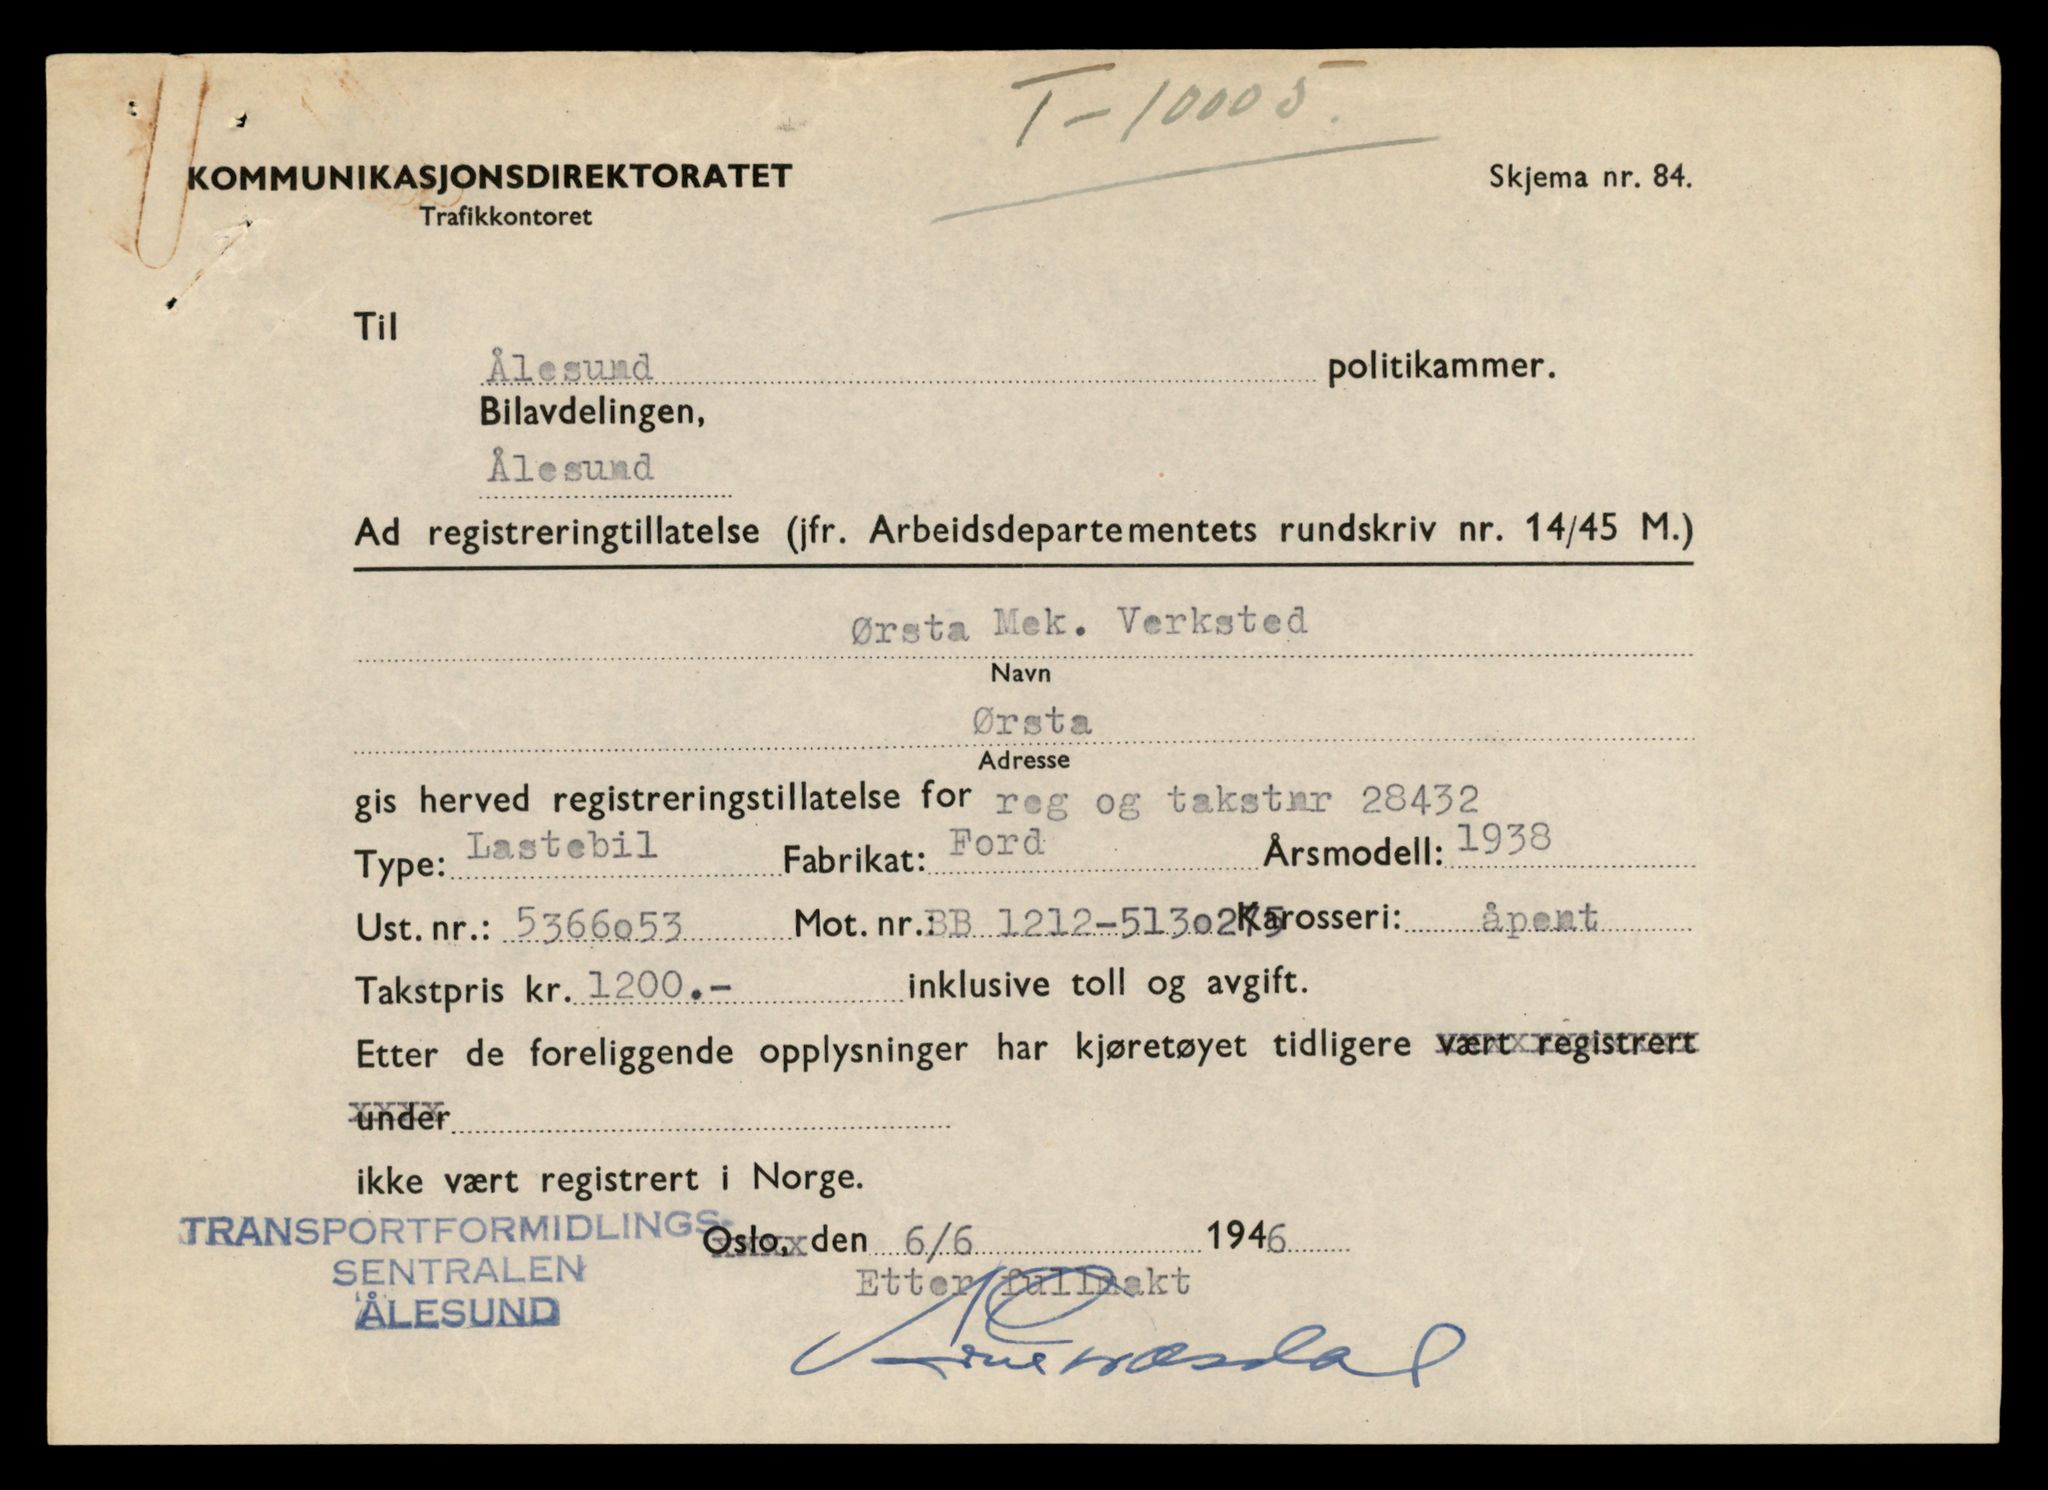 T-10005.
KOMMUNIKASJONSDIREKTORATET
Trafikkontoret
Skjema nr. 84.
Til
Ålesund politikammer.
Bilavdelingen,
Ålesund
Ad registreringtillatelse (jfr. Arbeidsdepartementets rundskriv nr. 14/45 M.)
Ørsta Mek. Verksted
Navn
Ørsta
Adresse
gis herved registreringstillatelse for reg og takstnr 28432
Type: Lastebil Fabrikat: Ford Årsmodell: 1938
Ust. nr.: 5366o53 Mot. nr.: BB 1212-513o275 Karosseri: åpent
Takstpris kr. 1200.- inklusive toll og avgift.
Etter de foreliggende opplysninger har kjøretøyet tidligere vært registrert
under
ikke vært registrert i Norge.
TRANSPORTFORMIDLINGS-
SENTRALEN
ÅLESUND
Oslo, den 6/6 1946
Etter fullmakt